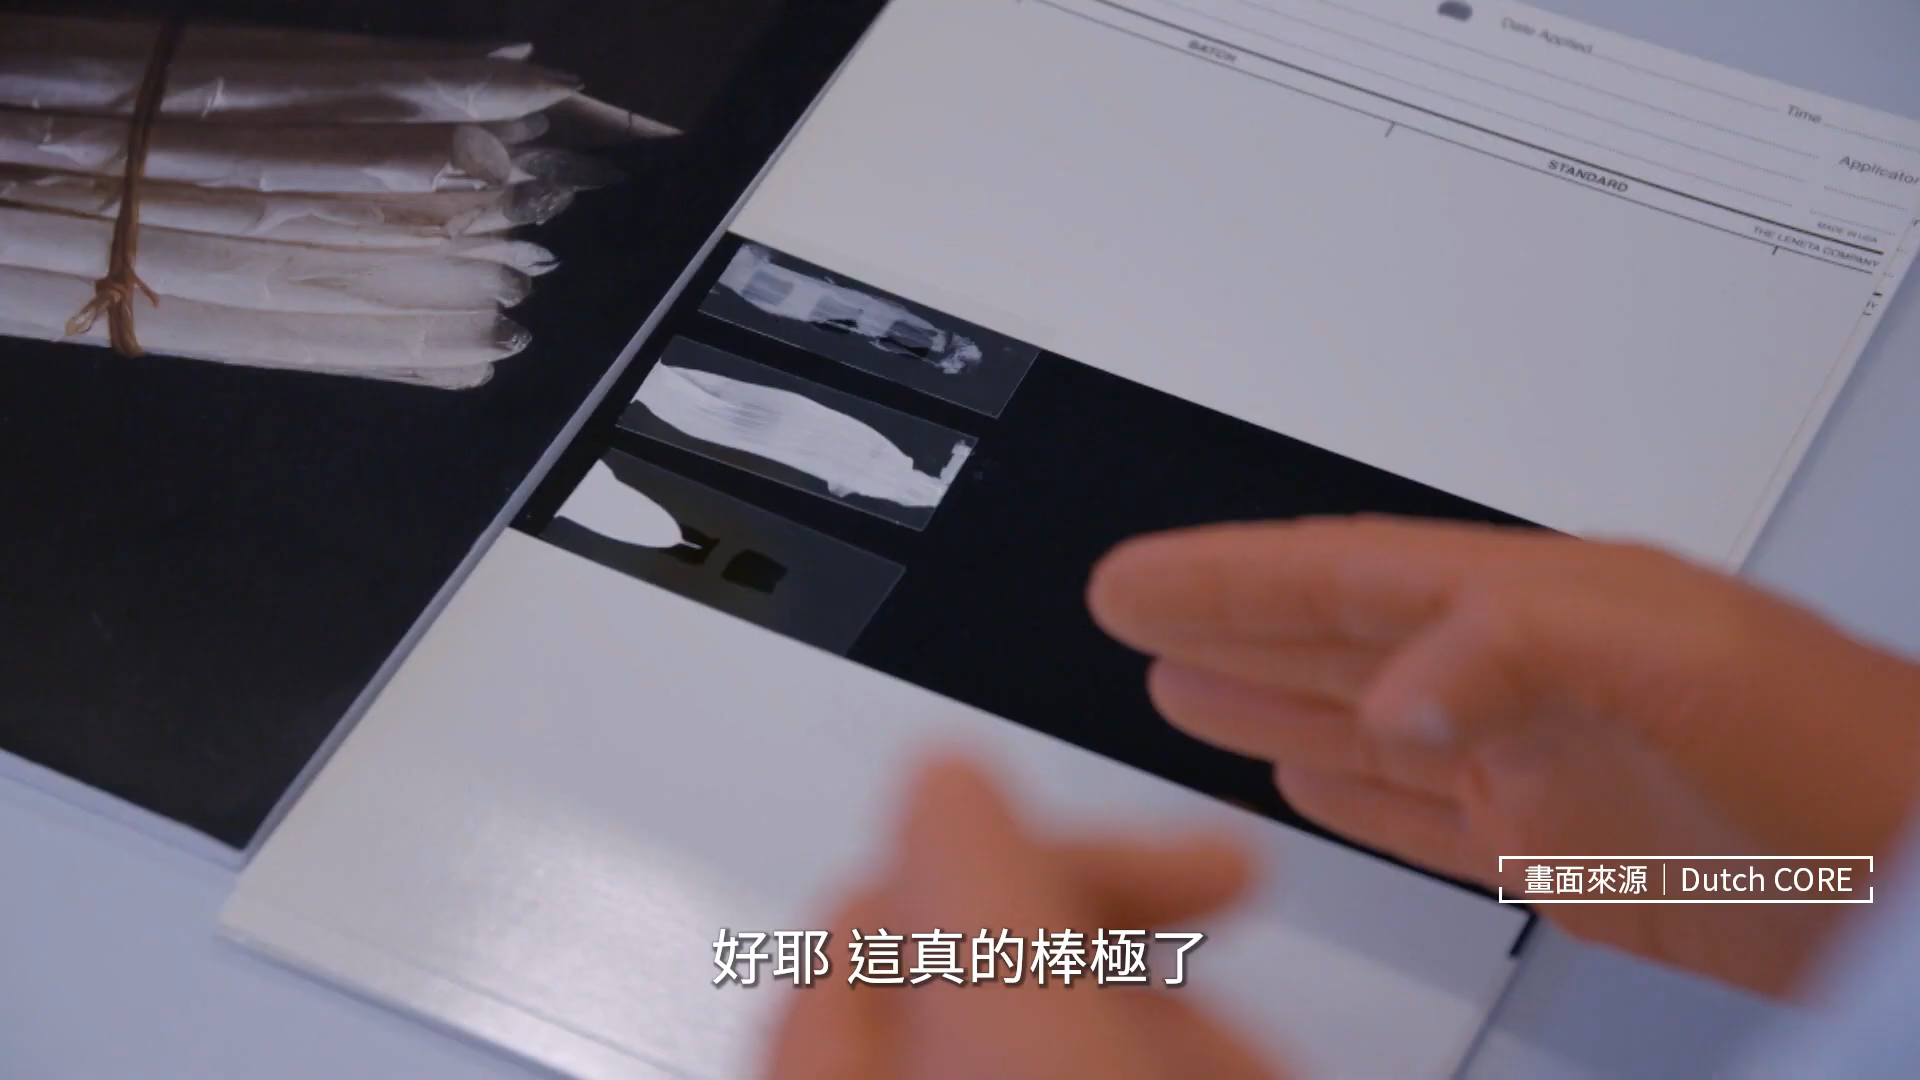 Date Applied
Time
Applicator
BATCH
STANDARD
MADE IN USA
THE LENETA COMPANY
畫面來源｜Dutch CORE
好耶 這真的棒極了